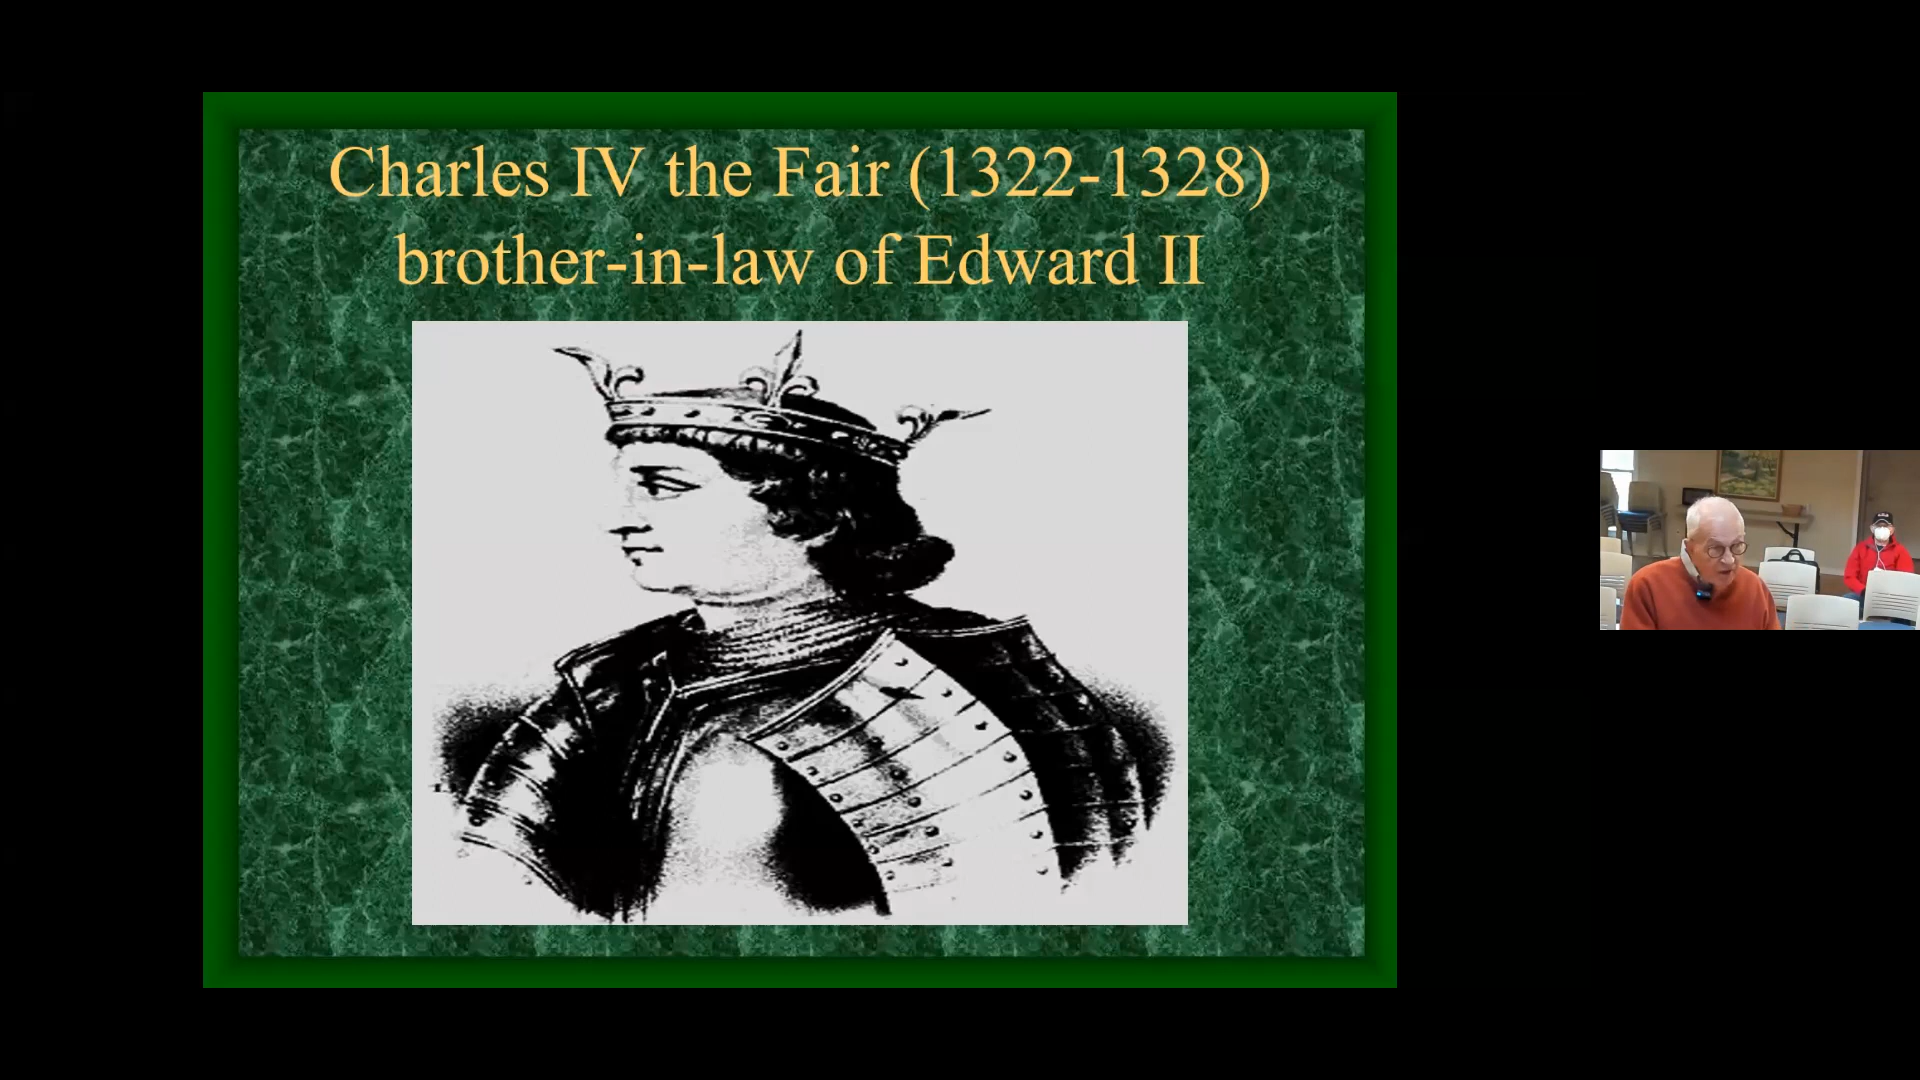 Charles IV the Fair (1322-1328)
brother-in-law of Edward II